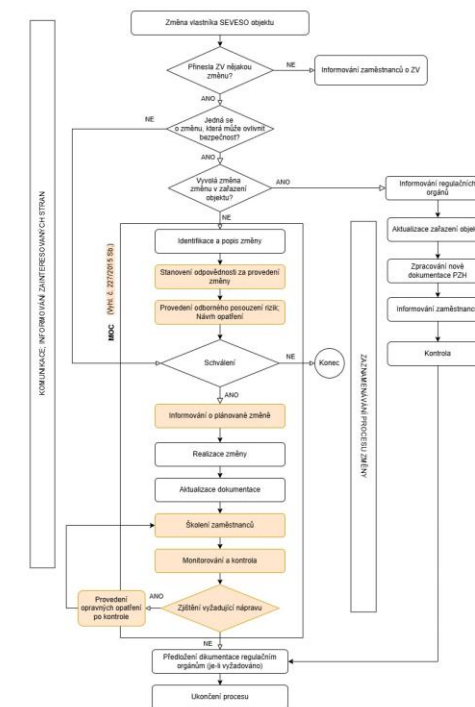 Změna vlastníka SEVESO objektu
Přinesla ZV nějakou
změnu?
NE
Informování zaměstnanců o ZV
ANO
Jedná se
o změnu, která může ovlivnit
bezpečnost?
NE
ANO
Vyvolá změna
změnu v zařazení
objektu?
ANO
NE
Informování regulačních
orgánů
Aktualizace zařazení objek
Zpracování nové
dokumentace PZH
Informování zaměstnanc
Kontrola
KOMUNIKACE, INFORMOVÁNÍ ZAINTERESOVANÝCH STRAN
MOC (Vyhl. č. 227/2015 Sb.)
ZAZNAMENÁVÁNÍ PROCESU ZMĚNY
Identifikace a popis změny
Stanovení odpovědnosti za provedení
změny
Provedení odborného posouzení rizik,
Návrh opatření
Schválení
NE
Konec
ANO
Informování o plánované změně
Realizace změny
Aktualizace dokumentace
Školení zaměstnanců
Monitorování a kontrola
Zjištění vyžadující nápravu
ANO
Provedení
opravných opatření
po kontrole
NE
Předložení dikumentace regulačním
orgánům (je-li vyžadováno)
Ukončení procesu